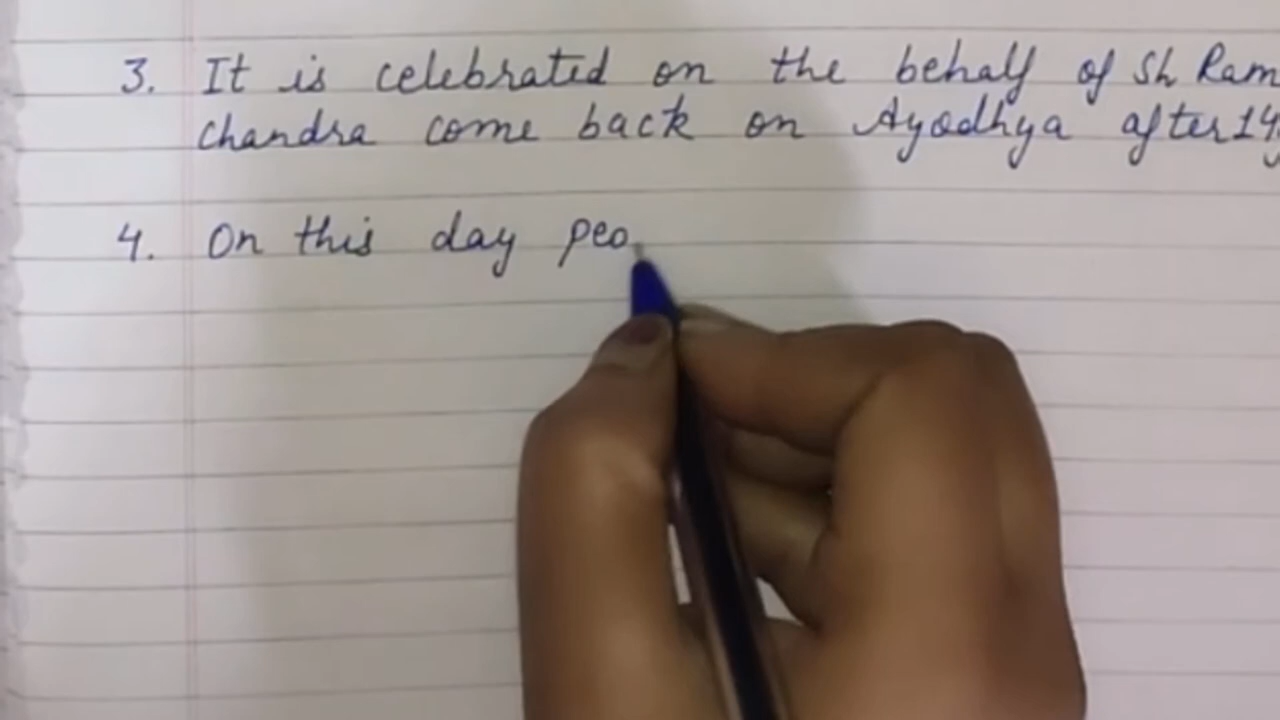 3. It is celebrated on the behalf of Sh Ram
Chandra come back on Ayodhya after 14
4. On this day peo